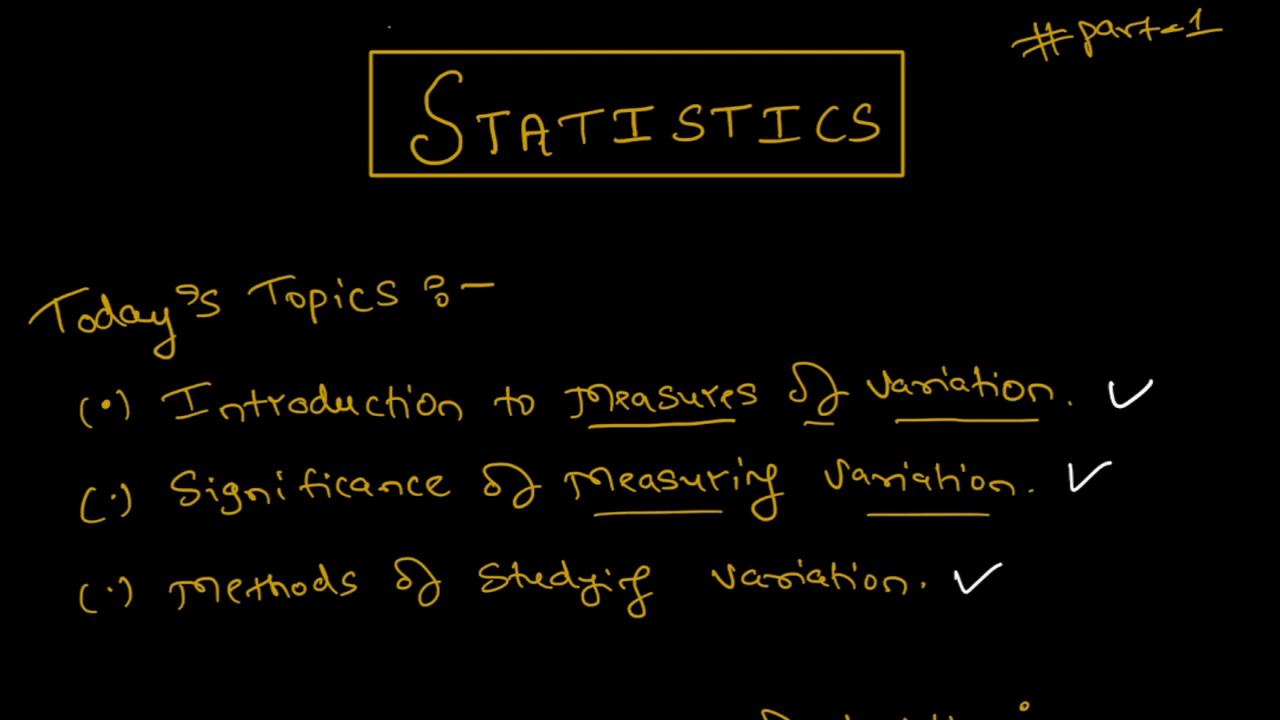 #part-1
STATISTICS
Today's Topics :-
(•) Introduction to Measures of variation.
(•) Significance of Measuring variation.
(•) Methods of Studying variation.